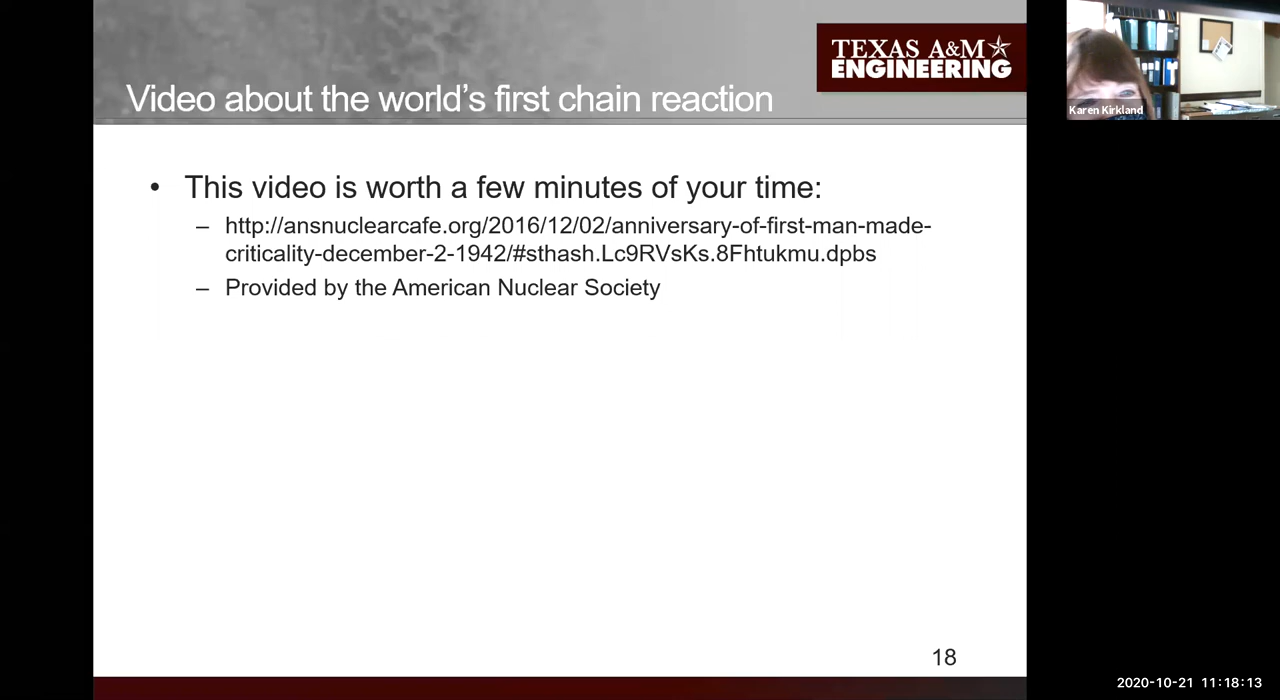 TEXAS A&M
ENGINEERING
Video about the world's first chain reaction
Karen Kirkland
• This video is worth a few minutes of your time:
– http://ansnuclearcafe.org/2016/12/02/anniversary-of-first-man-made-
criticality-december-2-1942/#sthash.Lc9RVsKs.8Fhtukmu.dpbs
– Provided by the American Nuclear Society
18
2020-10-21 11:18:13